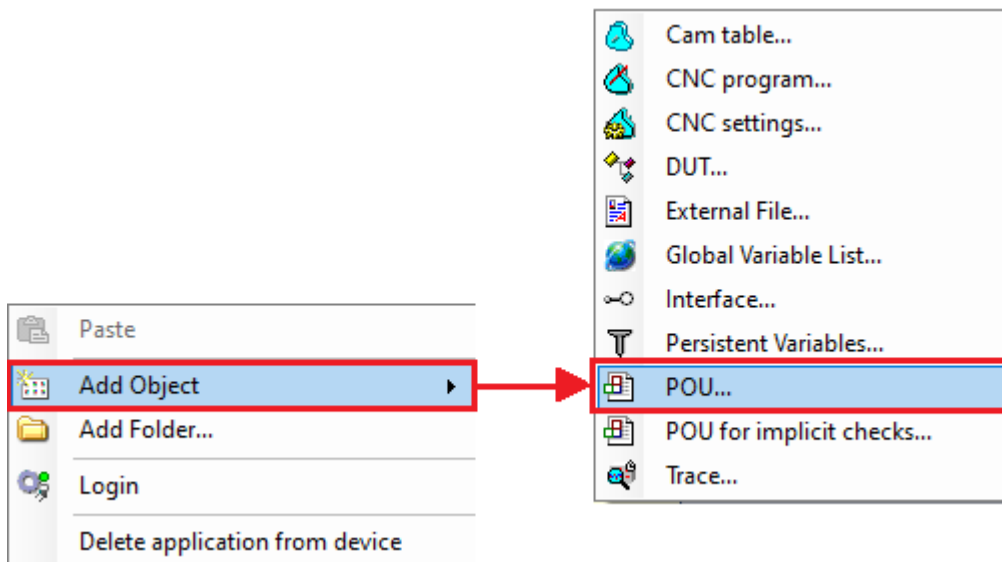 Paste
Add Object
Add Folder...
Login
Delete application from device
Cam table...
CNC program...
CNC settings...
DUT...
External File...
Global Variable List...
Interface...
Persistent Variables...
POU...
POU for implicit checks...
Trace...